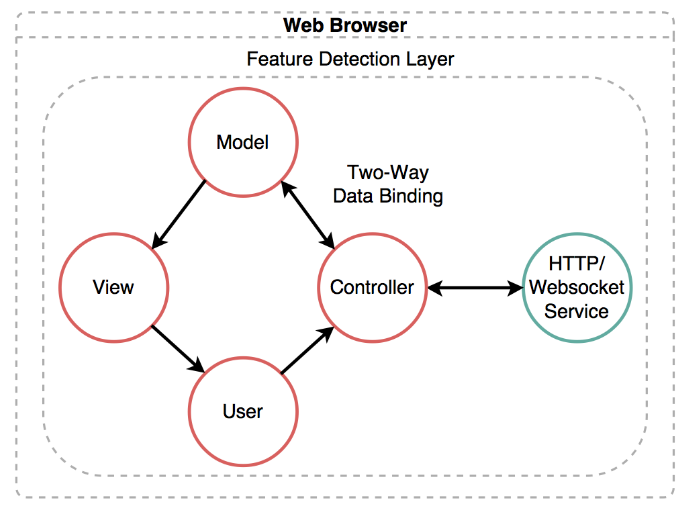 Web Browser
Feature Detection Layer
Model
Two-Way
Data Binding
View
Controller
HTTP/
Websocket
Service
User